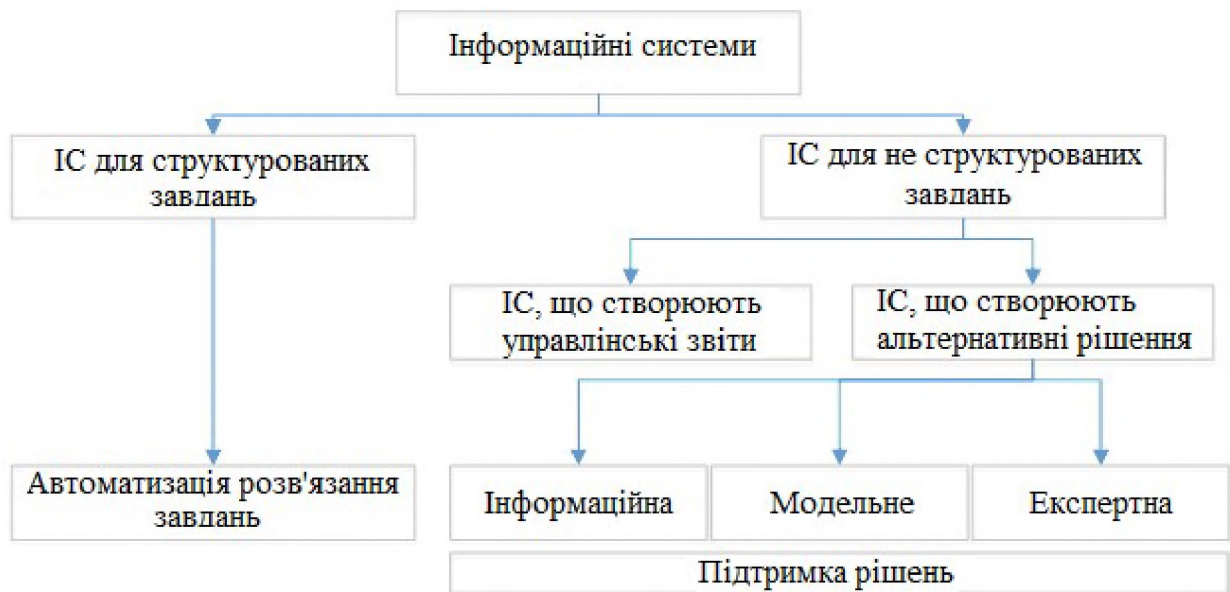 Інформаційні системи
ІС для структурованих
завдань
ІС для не структурованих
завдань
ІС, що створюють
управлінські звіти
ІС, що створюють
альтернативні рішення
Автоматизація розв'язання
завдань
Інформаційна
Модельне
Експертна
Підтримка рішень